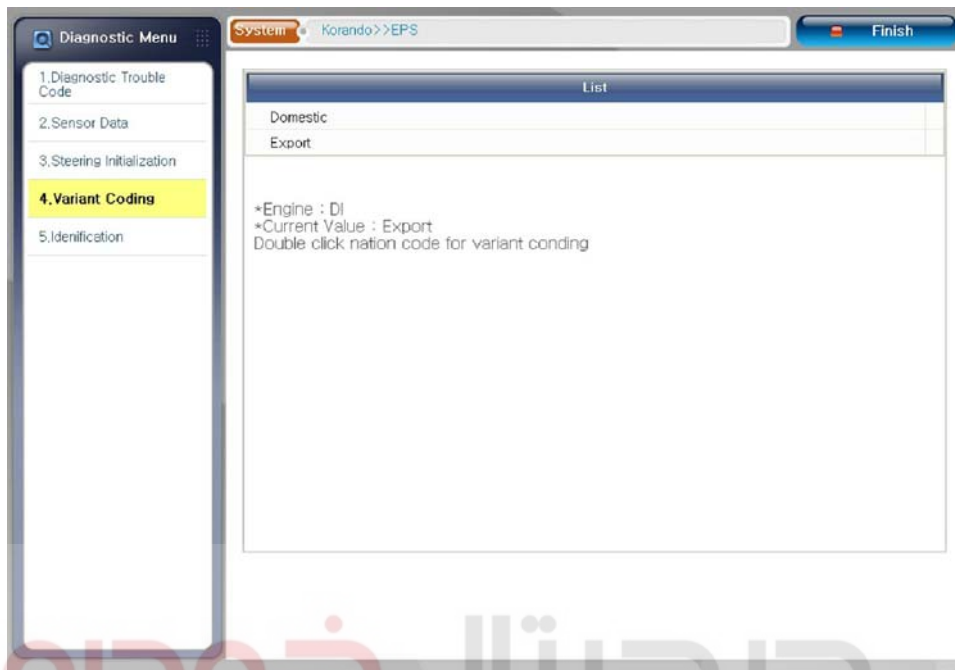 Diagnostic Menu
System
Korando>>EPS
Finish
1.Diagnostic Trouble
Code
2.Sensor Data
3.Steering Initialization
4.Variant Coding
5.Idenification
List
Domestic
Export
*Engine : DI
*Current Value : Export
Double click nation code for variant conding